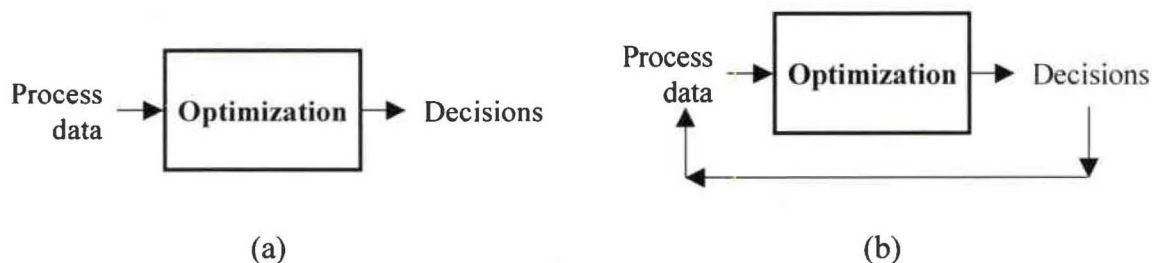 Process
data
Optimization
Decisions
(a)
Process
data
Optimization
Decisions
(b)